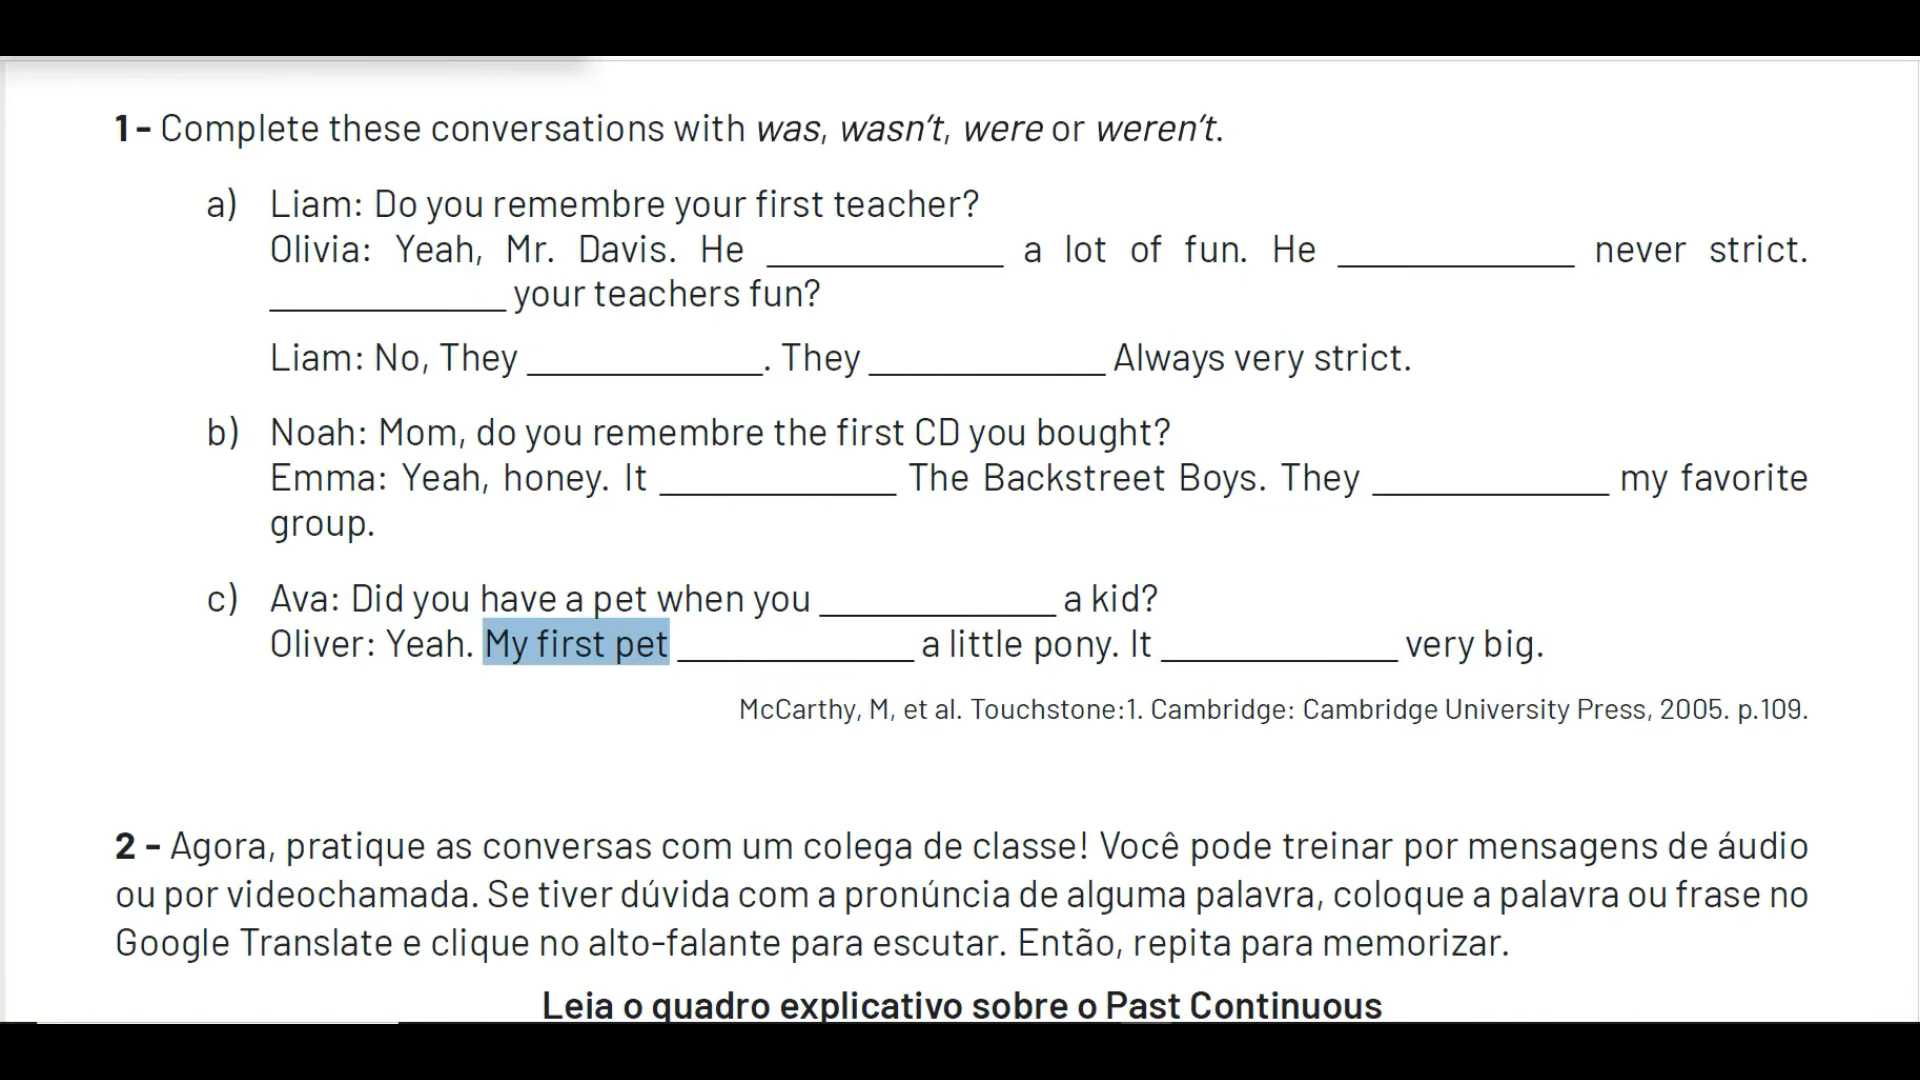 1 - Complete these conversations with was, wasn't, were or weren't.
a) Liam: Do you remembre your first teacher?
Olivia: Yeah, Mr. Davis. He ____________ a lot of fun. He ____________ never strict.
____________ your teachers fun?
Liam: No, They ____________. They ____________ Always very strict.
b) Noah: Mom, do you remembre the first CD you bought?
Emma: Yeah, honey. It ____________ The Backstreet Boys. They ____________ my favorite
group.
c) Ava: Did you have a pet when you ____________ a kid?
Oliver: Yeah. My first pet ____________ a little pony. It ____________ very big.
McCarthy, M, et al. Touchstone:1. Cambridge: Cambridge University Press, 2005. p.109.
2 - Agora, pratique as conversas com um colega de classe! Você pode treinar por mensagens de áudio
ou por videochamada. Se tiver dúvida com a pronúncia de alguma palavra, coloque a palavra ou frase no
Google Translate e clique no alto-falante para escutar. Então, repita para memorizar.
Leia o quadro explicativo sobre o Past Continuous